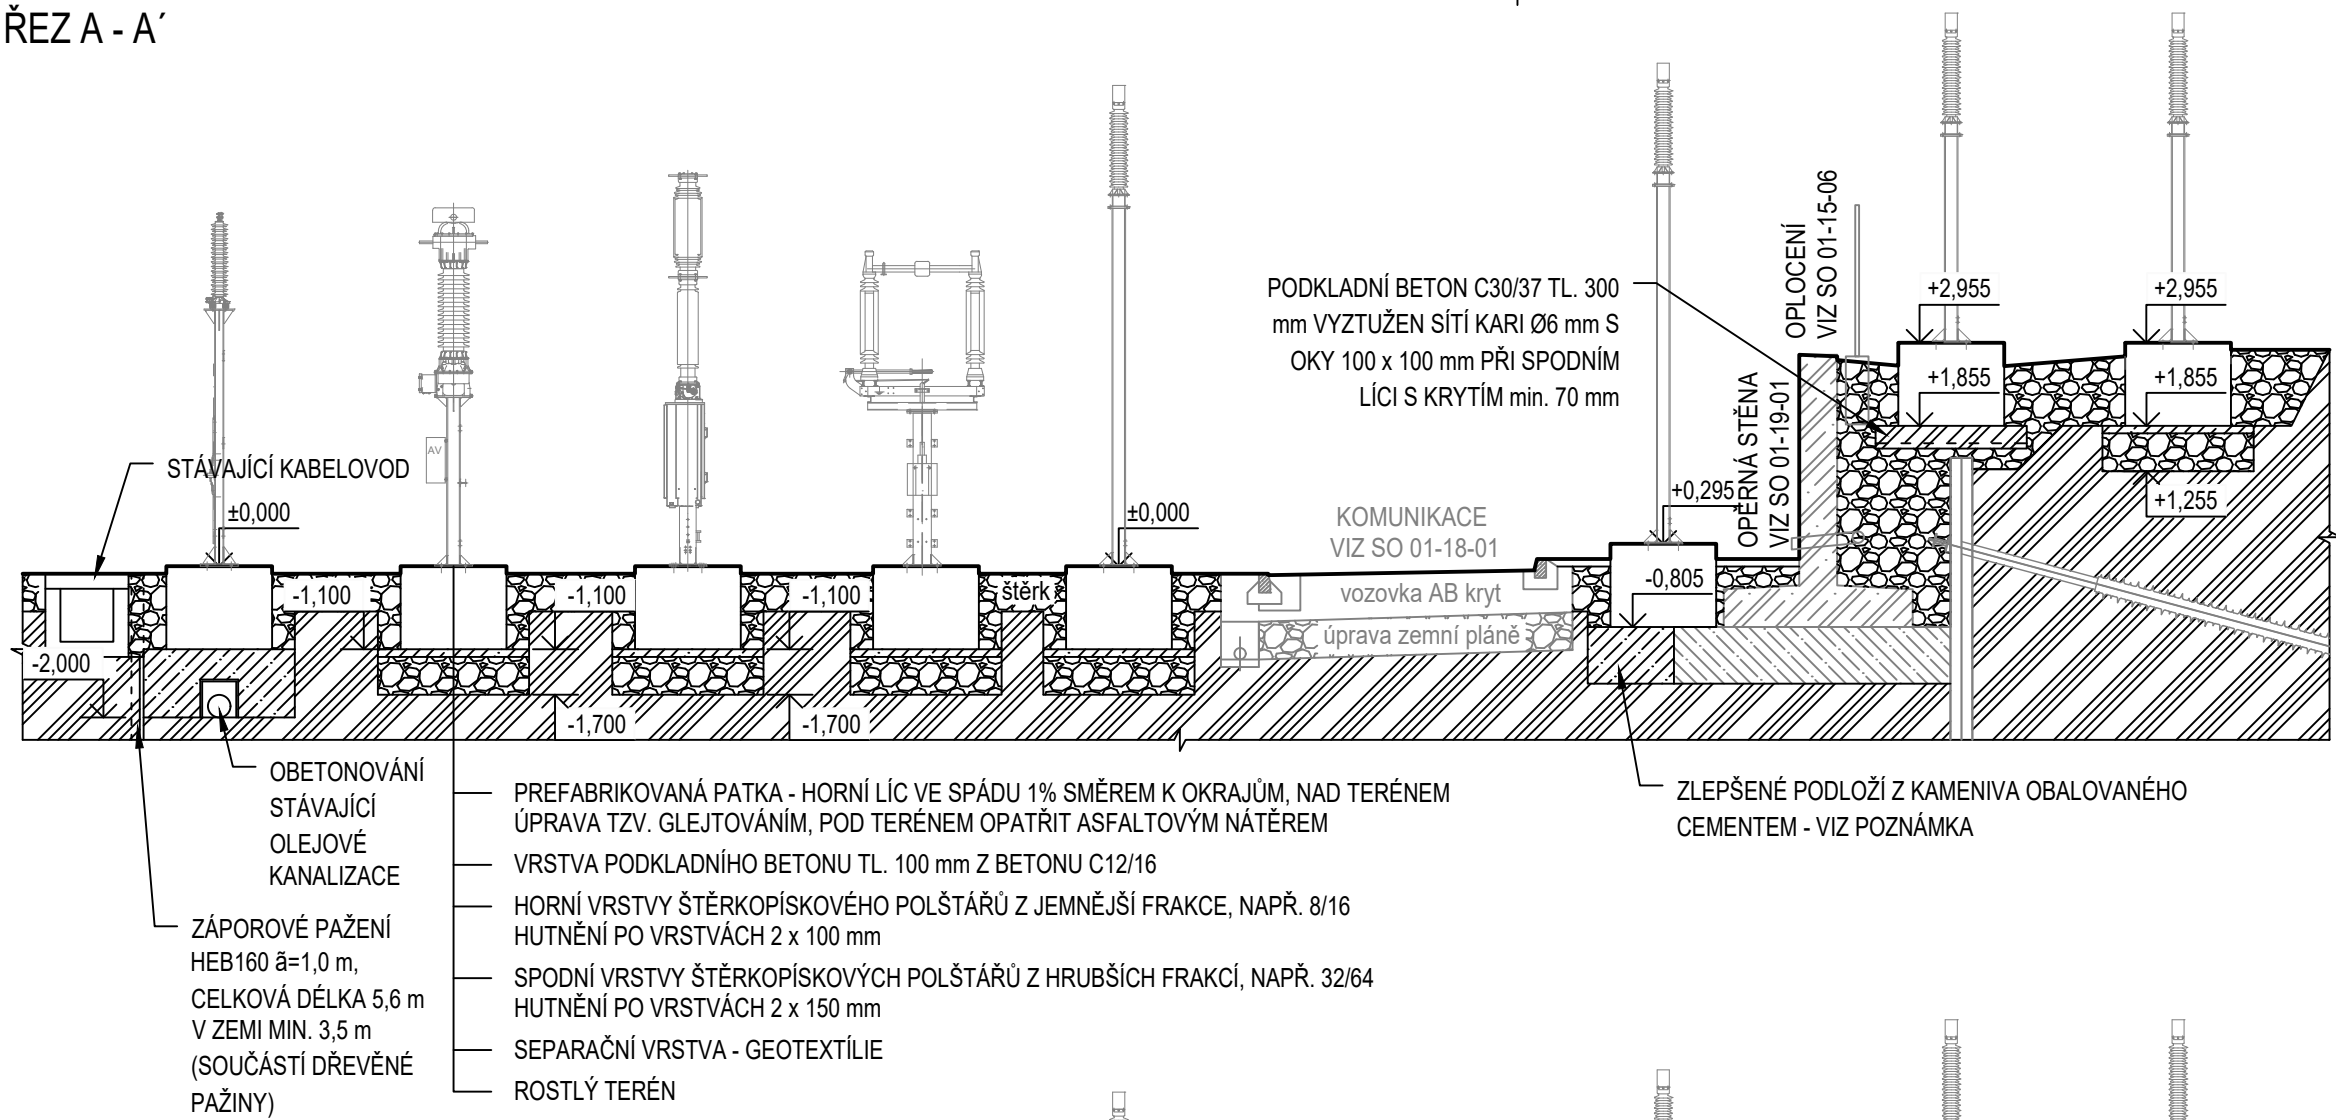 ŘEZ A - A´
OPLOCENÍ
VIZ SO 01-15-06
+2,955
+2,955
PODKLADNÍ BETON C30/37 TL. 300
mm VYZTUŽEN SÍTÍ KARI Ø6 mm S
OKY 100 x 100 mm PŘI SPODNÍM
LÍCI S KRYTÍM min. 70 mm
+1,855
+1,855
OPĚRNÁ STĚNA
VIZ SO 01-19-01
AV
STÁVAJÍCÍ KABELOVOD
±0,000
±0,000
+0,295
+1,255
KOMUNIKACE
VIZ SO 01-18-01
-1,100
-1,100
-1,100
štěrk
vozovka AB kryt
-0,805
úprava zemní pláně
-2,000
-1,700
-1,700
OBETONOVÁNÍ
STÁVAJÍCÍ
OLEJOVÉ
KANALIZACE
PREFABRIKOVANÁ PATKA - HORNÍ LÍC VE SPÁDU 1% SMĚREM K OKRAJŮM, NAD TERÉNEM
ÚPRAVA TZV. GLEJTOVÁNÍM, POD TERÉNEM OPATŘIT ASFALTOVÝM NÁTĚREM
VRSTVA PODKLADNÍHO BETONU TL. 100 mm Z BETONU C12/16
HORNÍ VRSTVY ŠTĚRKOPÍSKOVÉHO POLŠTÁŘŮ Z JEMNĚJŠÍ FRAKCE, NAPŘ. 8/16
HUTNĚNÍ PO VRSTVÁCH 2 x 100 mm
SPODNÍ VRSTVY ŠTĚRKOPÍSKOVÝCH POLŠTÁŘŮ Z HRUBŠÍCH FRAKCÍ, NAPŘ. 32/64
HUTNĚNÍ PO VRSTVÁCH 2 x 150 mm
SEPARAČNÍ VRSTVA - GEOTEXTÍLIE
ROSTLÝ TERÉN
ZLEPŠENÉ PODLOŽÍ Z KAMENIVA OBALOVANÉHO
CEMENTEM - VIZ POZNÁMKA
ZÁPOROVÉ PAŽENÍ
HEB160 ã=1,0 m,
CELKOVÁ DÉLKA 5,6 m
V ZEMI MIN. 3,5 m
(SOUČÁSTÍ DŘEVĚNÉ
PAŽINY)